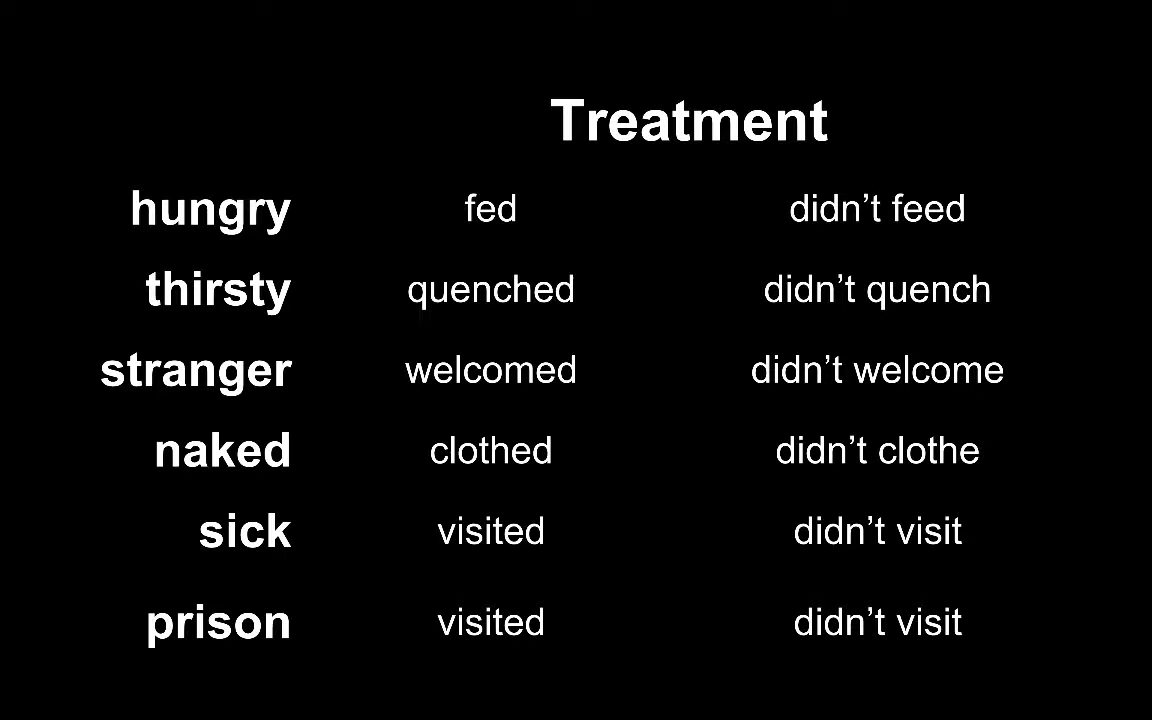 Treatment
hungry fed didn’t feed
thirsty quenched didn’t quench
stranger welcomed didn’t welcome
naked clothed didn’t clothe
sick visited didn’t visit
prison visited didn’t visit